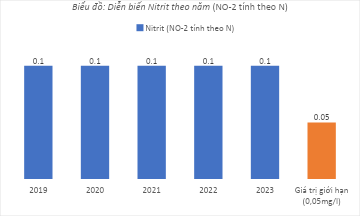 Biểu đồ: Diễn biến Nitrit theo năm (NO-2 tính theo N)
Nitrit (NO-2 tính theo N)
0.1 0.1 0.1 0.1 0.1 0.05
2019 2020 2021 2022 2023 Giá trị giới hạn
(0,05mg/l)